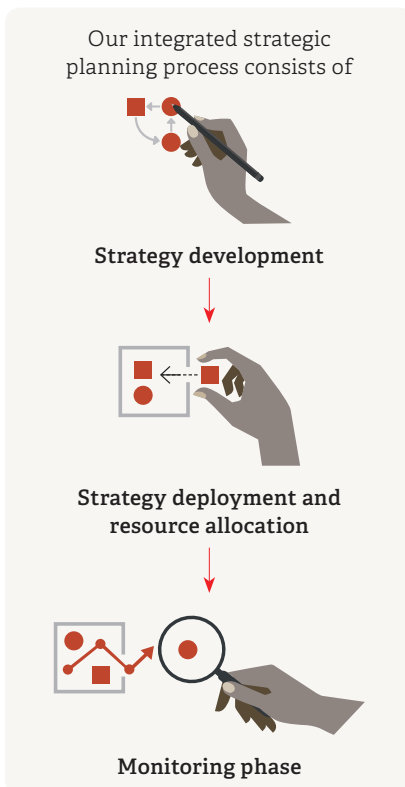 Our integrated strategic
planning process consists of
Strategy development
Strategy deployment and
resource allocation
Monitoring phase